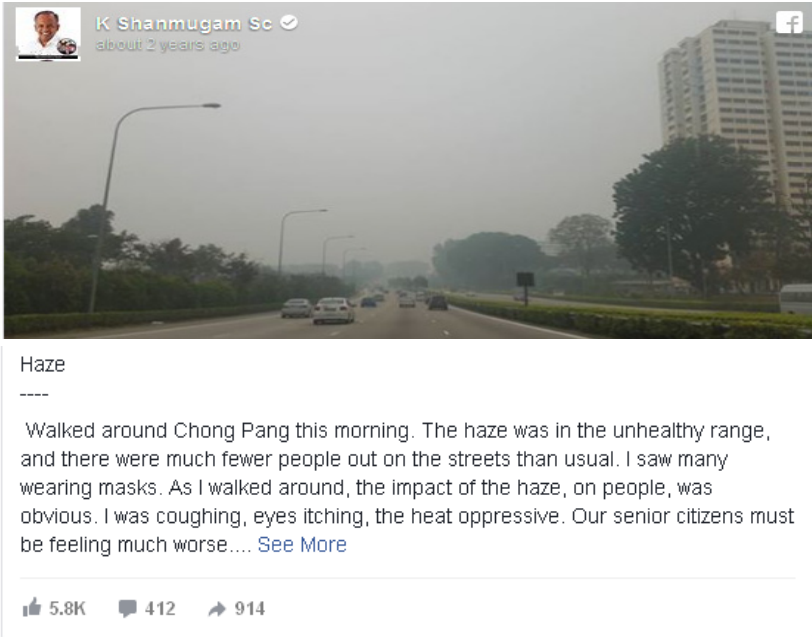 K Shanmugam Sc
about 2 years ago
Haze
----
Walked around Chong Pang this morning. The haze was in the unhealthy range,
and there were much fewer people out on the streets than usual. I saw many
wearing masks. As I walked around, the impact of the haze, on people, was
obvious. I was coughing, eyes itching, the heat oppressive. Our senior citizens must
be feeling much worse.... See More
5.8K 412 914